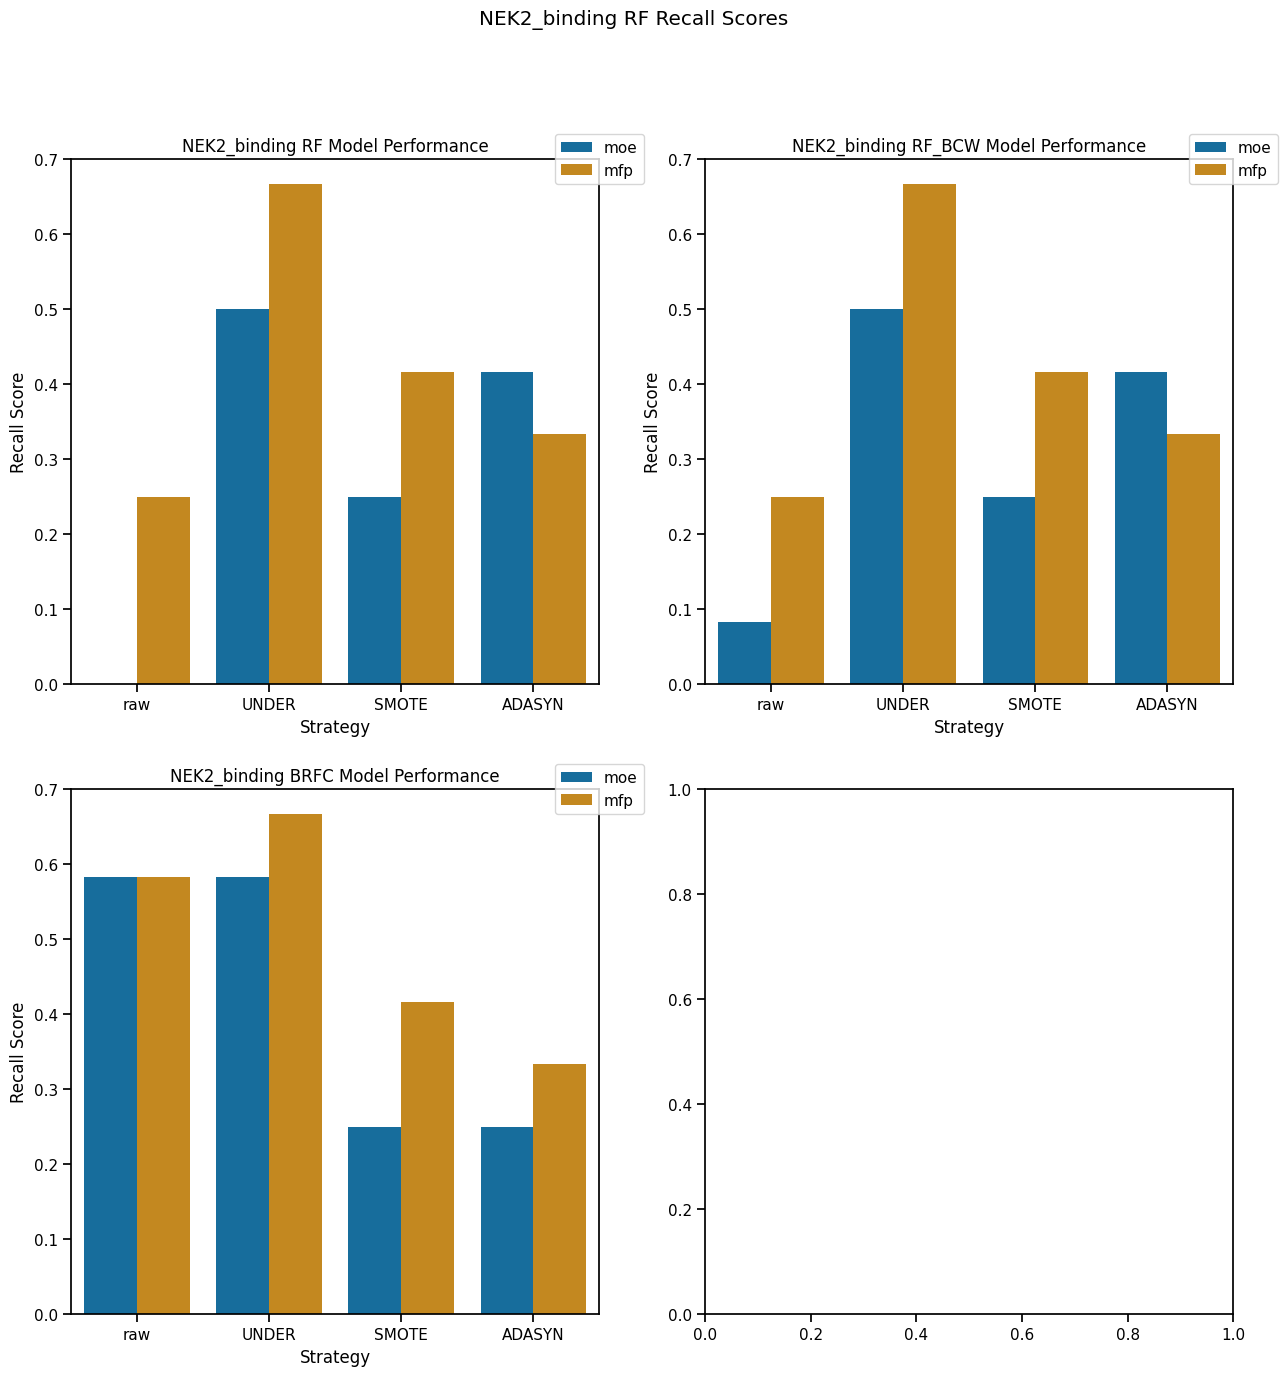 NEK2_binding RF Recall Scores
NEK2_binding RF Model Performance
moe
mfp
0.7
0.6
0.5
0.4
0.3
0.2
0.1
0.0
Recall Score
raw UNDER SMOTE ADASYN
Strategy
NEK2_binding RF_BCW Model Performance
moe
mfp
0.7
0.6
0.5
0.4
0.3
0.2
0.1
0.0
Recall Score
raw UNDER SMOTE ADASYN
Strategy
NEK2_binding BRFC Model Performance
moe
mfp
0.7
0.6
0.5
0.4
0.3
0.2
0.1
0.0
Recall Score
raw UNDER SMOTE ADASYN
Strategy
1.0
0.8
0.6
0.4
0.2
0.0
0.0 0.2 0.4 0.6 0.8 1.0